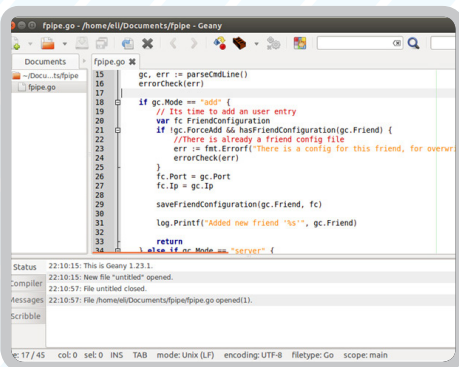 fpipe.go - /home/eli/Documents/fpipe - Geany
Documents
fpipe.go
~/Docu...ts/fpipe
fpipe.go
15 gc, err := parseCmdLine()
16 errorCheck(err)
17
18 if gc.Mode == "add" {
19 // Its time to add an user entry
20 var fc FriendConfiguration
21 if !gc.ForceAdd && hasFriendConfiguration(gc.Friend) {
22 //There is already a friend config file
23 err := fmt.Errorf("There is a config for this friend, for overwr
24 errorCheck(err)
25 }
26 fc.Port = gc.Port
27 fc.Ip = gc.Ip
28
29 saveFriendConfiguration(gc.Friend, fc)
30
31 log.Printf("Added new friend '%s'", gc.Friend)
32
33 return
34 } else if gc.Mode == "server" {
Status
Compiler
Messages
Scribble
22:10:15: This is Geany 1.23.1.
22:10:15: New file "untitled" opened.
22:10:57: File untitled closed.
22:10:57: File /home/eli/Documents/fpipe/fpipe.go opened(1).
e: 17 / 45 col: 0 sel: 0 INS TAB mode: Unix (LF) encoding: UTF-8 filetype: Go scope: main